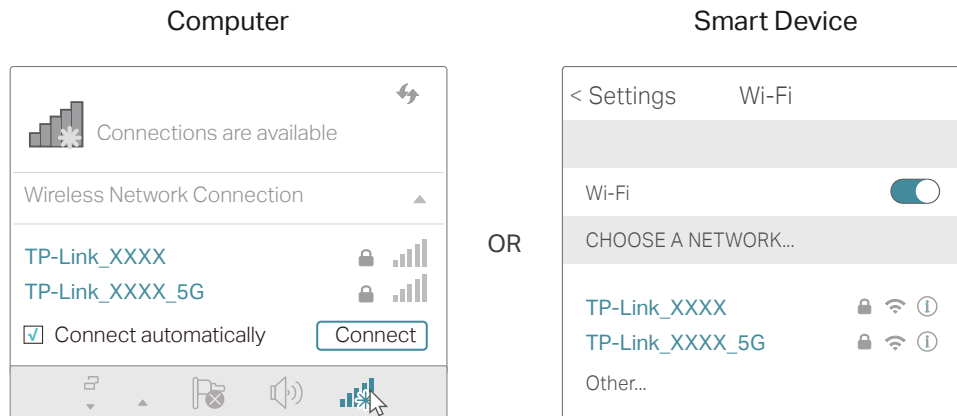 Computer
Connections are available
Wireless Network Connection
TP-Link_XXXX
TP-Link_XXXX_5G
Connect automatically Connect
OR
Smart Device
< Settings Wi-Fi
Wi-Fi
CHOOSE A NETWORK...
TP-Link_XXXX
TP-Link_XXXX_5G
Other...